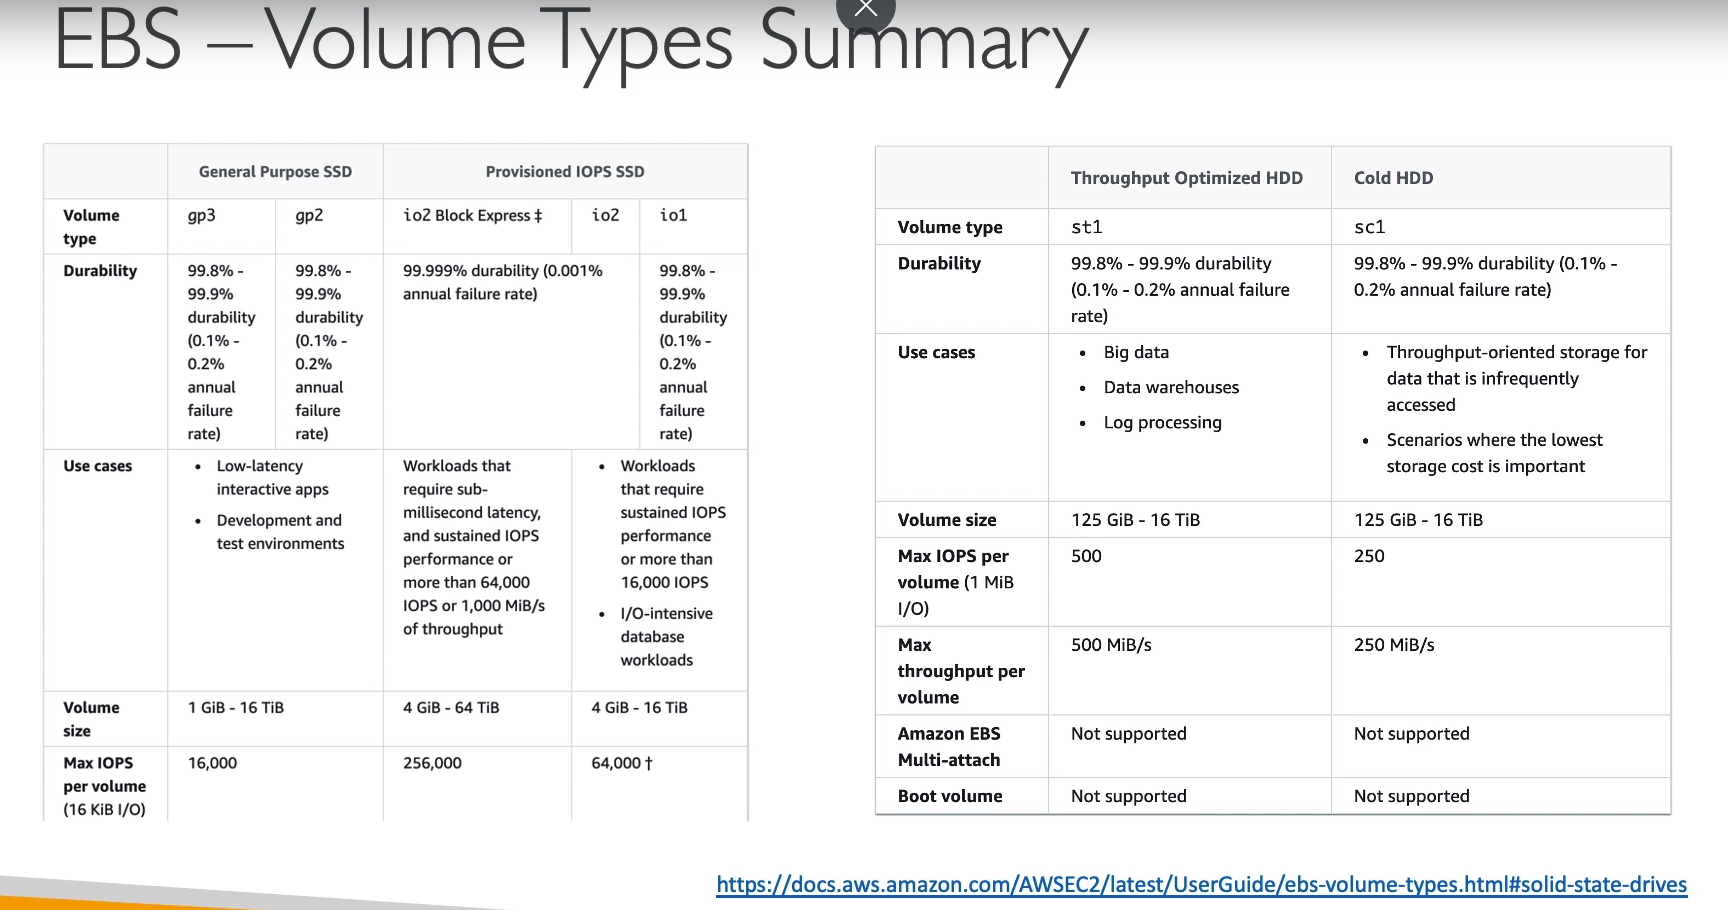 EBS – Volume Types Summary
General Purpose SSD
Provisioned IOPS SSD
Volume
type
gp3
gp2
io2 Block Express ‡
io2
io1
Durability
99.8% -
99.9%
durability
(0.1% -
0.2%
annual
failure
rate)
99.8% -
99.9%
durability
(0.1% -
0.2%
annual
failure
rate)
99.999% durability (0.001%
annual failure rate)
99.8% -
99.9%
durability
(0.1% -
0.2%
annual
failure
rate)
Use cases
• Low-latency
interactive apps
• Development and
test environments
Workloads that
require sub-
millisecond latency,
and sustained IOPS
performance or
more than 64,000
IOPS or 1,000 MiB/s
of throughput
• Workloads
that require
sustained IOPS
performance
or more than
16,000 IOPS
• I/O-intensive
database
workloads
Volume
size
1 GiB - 16 TiB
4 GiB - 64 TiB
4 GiB - 16 TiB
Max IOPS
per volume
(16 KiB I/O)
16,000
256,000
64,000 †
Throughput Optimized HDD
Cold HDD
Volume type
st1
sc1
Durability
99.8% - 99.9% durability
(0.1% - 0.2% annual failure
rate)
99.8% - 99.9% durability (0.1% -
0.2% annual failure rate)
Use cases
• Big data
• Data warehouses
• Log processing
• Throughput-oriented storage for
data that is infrequently
accessed
• Scenarios where the lowest
storage cost is important
Volume size
125 GiB - 16 TiB
125 GiB - 16 TiB
Max IOPS per
volume (1 MiB
I/O)
500
250
Max
throughput per
volume
500 MiB/s
250 MiB/s
Amazon EBS
Multi-attach
Not supported
Not supported
Boot volume
Not supported
Not supported
https://docs.aws.amazon.com/AWSEC2/latest/UserGuide/ebs-volume-types.html#solid-state-drives